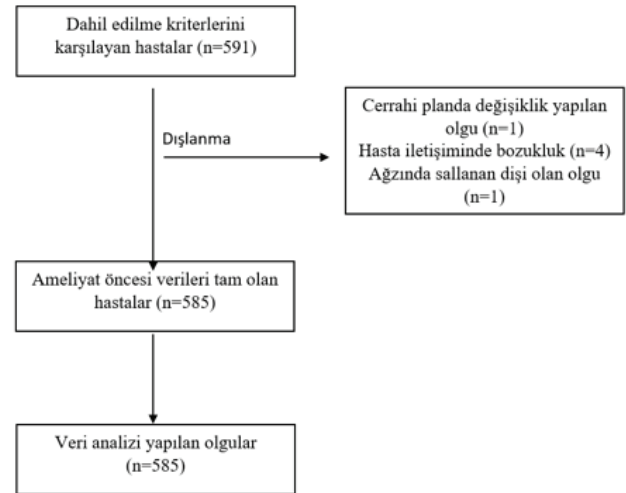 Dahil edilme kriterlerini
karşılayan hastalar (n=591)
Dışlanma
Cerrahi planda değişiklik yapılan
olgu (n=1)
Hasta iletişiminde bozukluk (n=4)
Ağzında sallanan dişi olan olgu
(n=1)
Ameliyat öncesi verileri tam olan
hastalar (n=585)
Veri analizi yapılan olgular
(n=585)